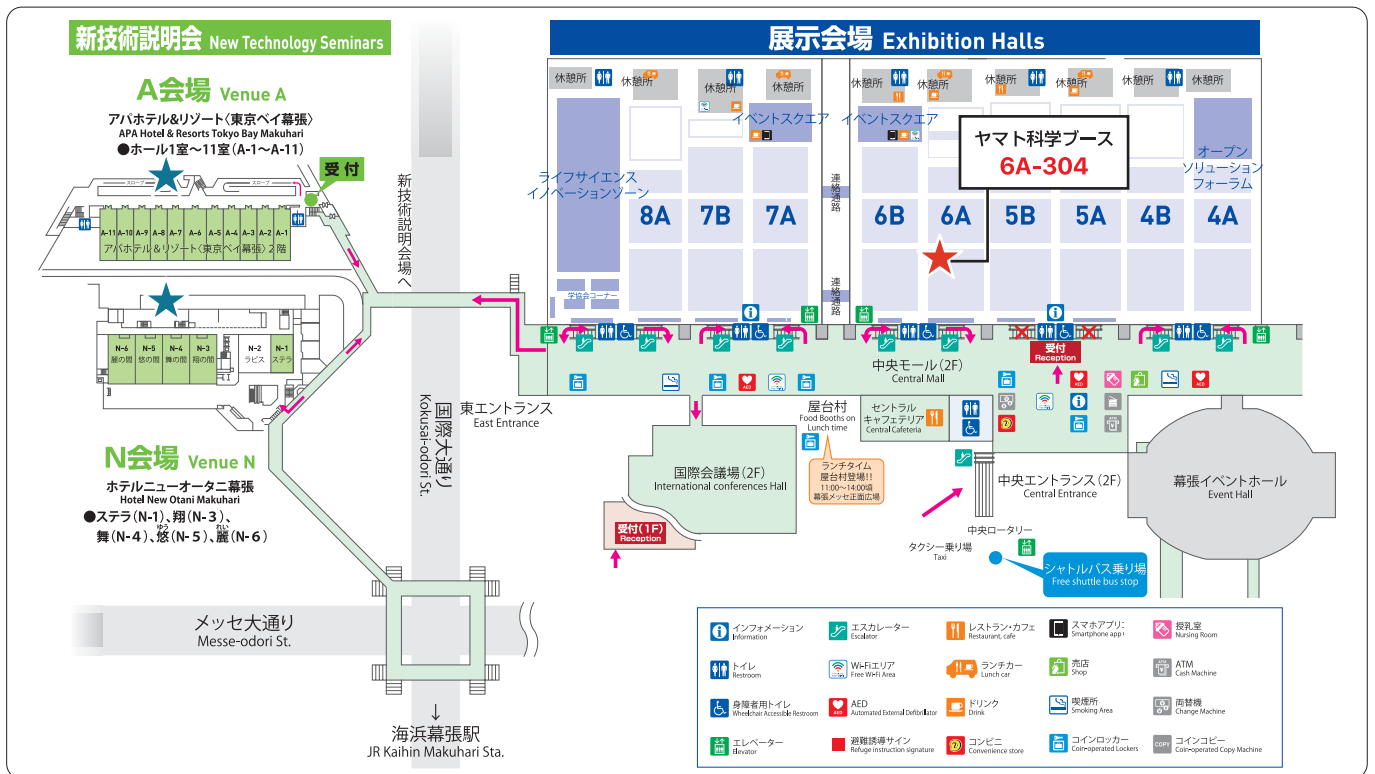 新技術説明会 New Technology Seminars
A会場 Venue A
アパホテル&リゾート〈東京ベイ幕張〉
APA Hotel & Resorts Tokyo Bay Makuhari
●ホール1室～11室(A-1～A-11)
受付
スロープ
スロープ
A-11 A-10 A-9 A-8 A-7 A-6 A-5 A-4 A-3 A-2 A-1
アパホテル&リゾート〈東京ベイ幕張〉2階
N-6 N-5 N-4 N-3 N-2 N-1
麗の間 悠の間 舞の間 翔の間 ラピス ステラ
N会場 Venue N
ホテルニューオータニ幕張
Hotel New Otani Makuhari
●ステラ(N-1)、翔(N-3)、
ゆう れい
舞(N-4)、悠(N-5)、麗(N-6)
新技術説明会場へ
国際大通り
Kokusai-odori St.
メッセ大通り
Messe-odori St.
↓
海浜幕張駅
JR Kaihin Makuhari Sta.
東エントランス
East Entrance
展示会場 Exhibition Halls
休憩所 休憩所 休憩所 休憩所 休憩所 休憩所 休憩所 休憩所 休憩所 休憩所
イベントスクエア イベントスクエア
ヤマト科学ブース
6A-304
オープン
ソリューション
フォーラム
ライフサイエンス
イノベーションゾーン
連絡通路
8A 7B 7A 6B 6A 5B 5A 4B 4A
連絡通路
学協会コーナー
受付
Reception
中央モール(2F)
Central Mall
屋台村
Food Booths on
Lunch time
セントラル
キャフェテリア
Central Cafeteria
ランチタイム
屋台村登場!!
11:00～14:00頃
幕張メッセ正面広場
国際会議場(2F)
International conferences Hall
受付(1F)
Reception
中央エントランス(2F)
Central Entrance
幕張イベントホール
Event Hall
中央ロータリー
タクシー乗り場
Taxi
シャトルバス乗り場
Free shuttle bus stop
インフォメーション
Information
エスカレーター
Escalator
レストラン・カフェ
Restaurant, cafe
スマホアプリ
Smartphone app
授乳室
Nursing Room
トイレ
Restroom
Wi-Fiエリア
Free Wi-Fi Area
ランチカー
Lunch car
売店
Shop
ATM
ATM
Cash Machine
身障者用トイレ
Wheelchair Accessible Restroom
AED
AED
Automated External Defibrillator
ドリンク
Drink
喫煙所
Smoking Area
両替機
Change Machine
エレベーター
Elevator
避難誘導サイン
Refuge instruction signature
コンビニ
Convenience store
コインロッカー
Coin-operated Lockers
COPY
コインコピー
Coin-operated Copy Machine